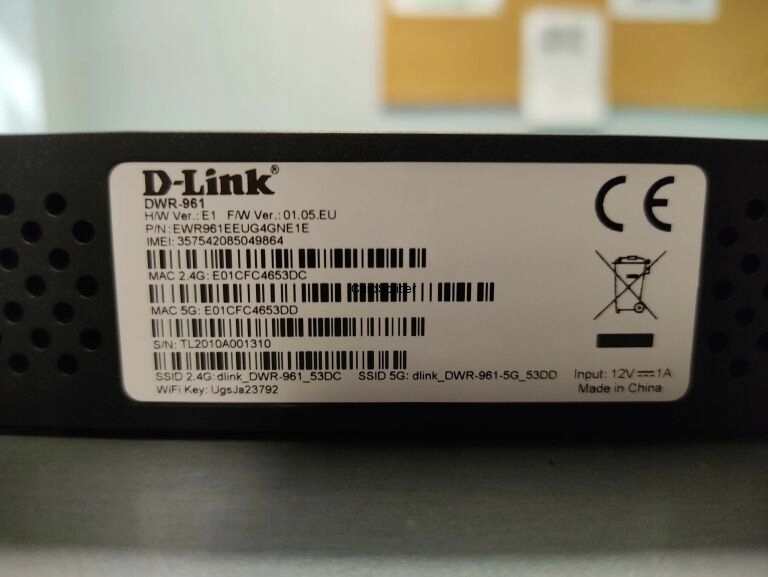 D-Link®
DWR-961
H/W Ver.: E1 F/W Ver.: 01.05.EU
P/N: EWR961EEUG4GNE1E
IMEI: 357542085049864
MAC 2.4G: E01CFC4653DC
MAC 5G: E01CFC4653DD
S/N: TL2010A001310
SSID 2.4G: dlink_DWR-961_53DC SSID 5G: dlink_DWR-961-5G_53DD
WiFi Key: UgsJa23792
CE
Input: 12V⎓1A
Made in China